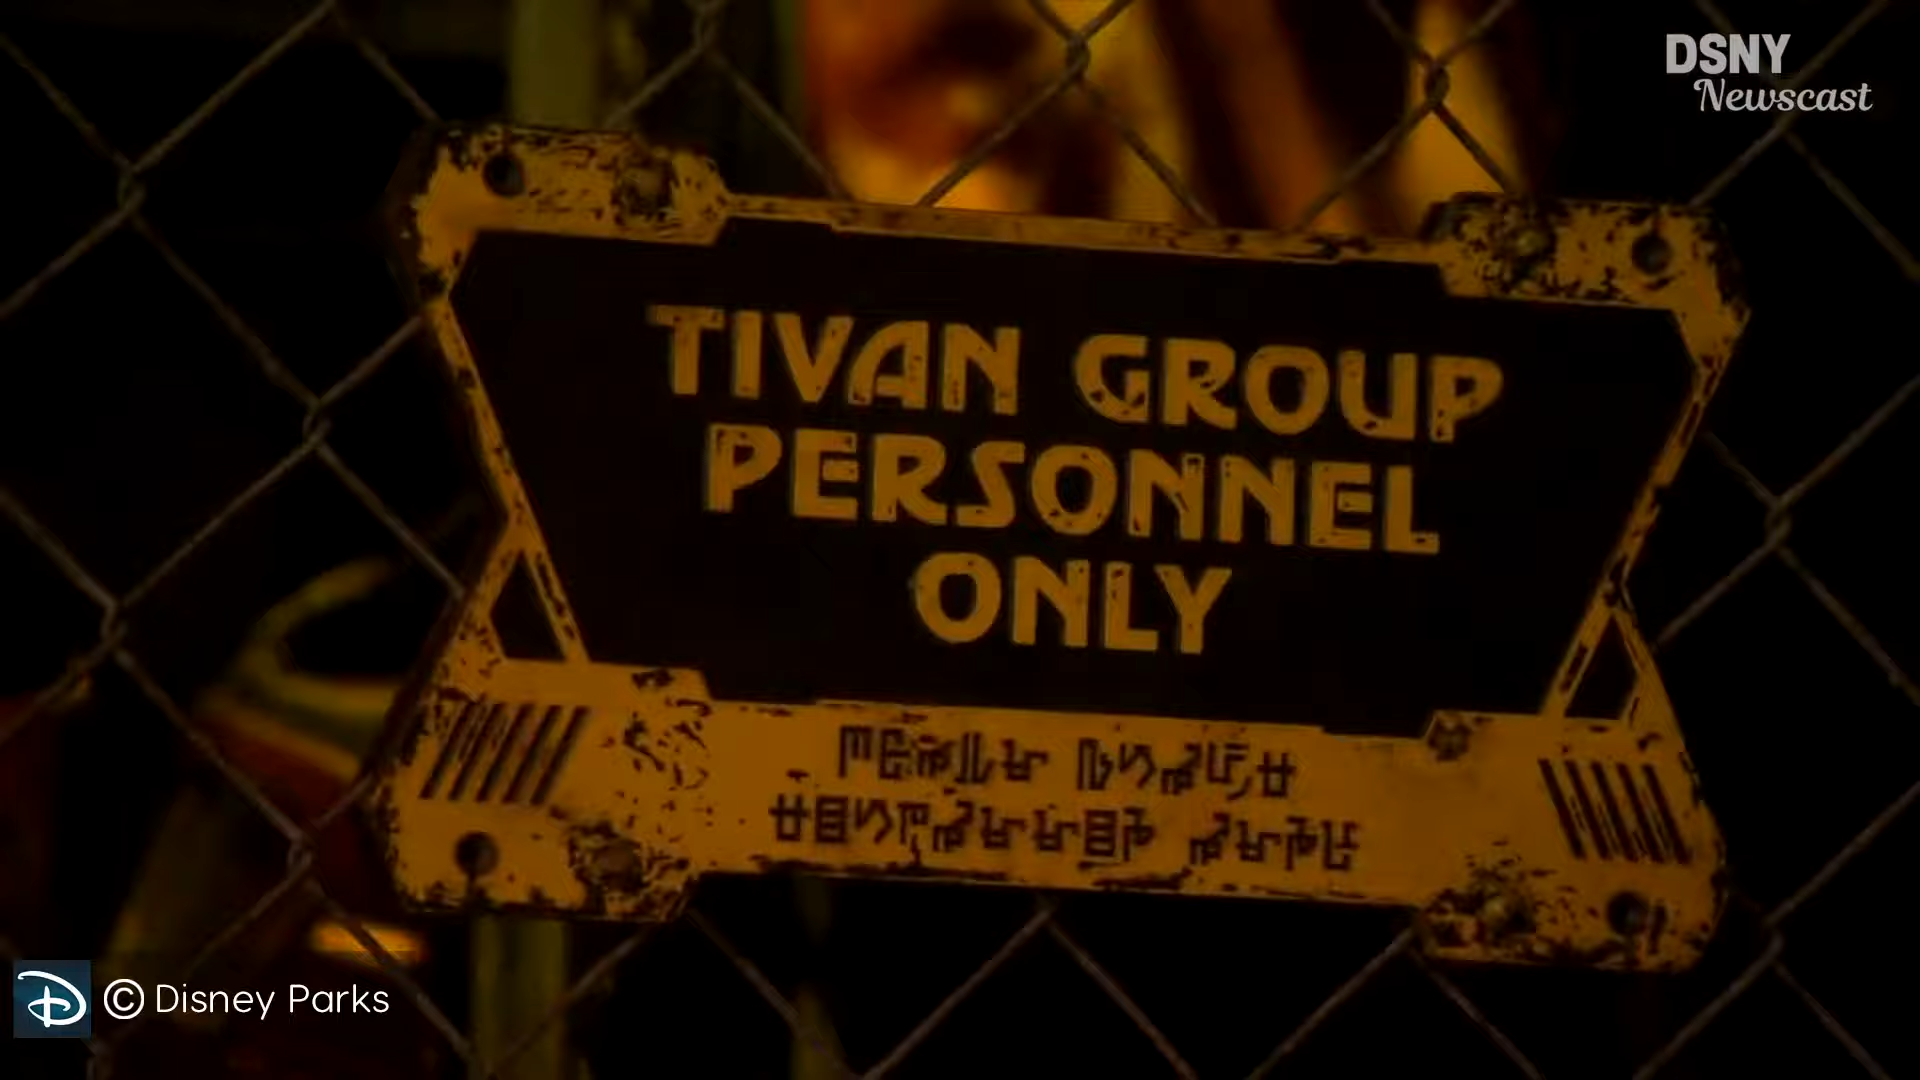 DSNY
Newscast
TIVAN GROUP
PERSONNEL
ONLY
© Disney Parks